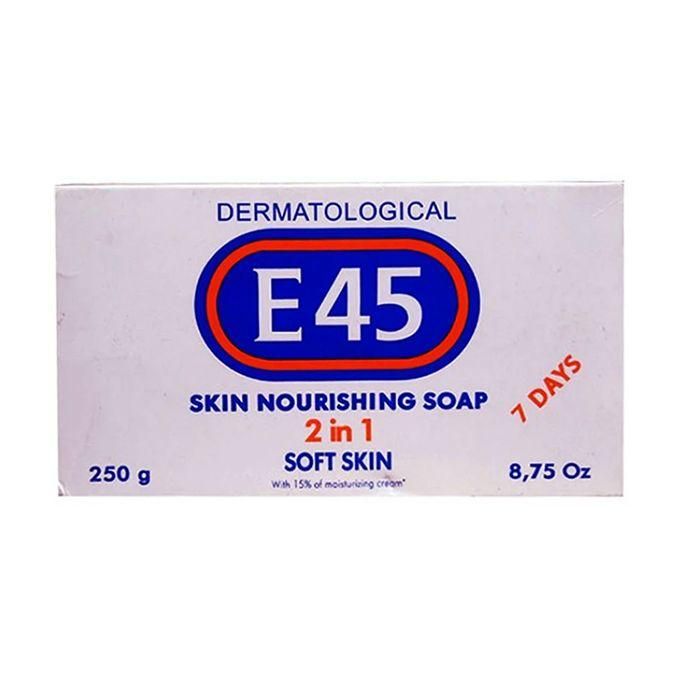 DERMATOLOGICAL
E45
SKIN NOURISHING SOAP
2 in 1
7 DAYS
SOFT SKIN
With 15% of moisturizing cream*
250 g
8,75 Oz